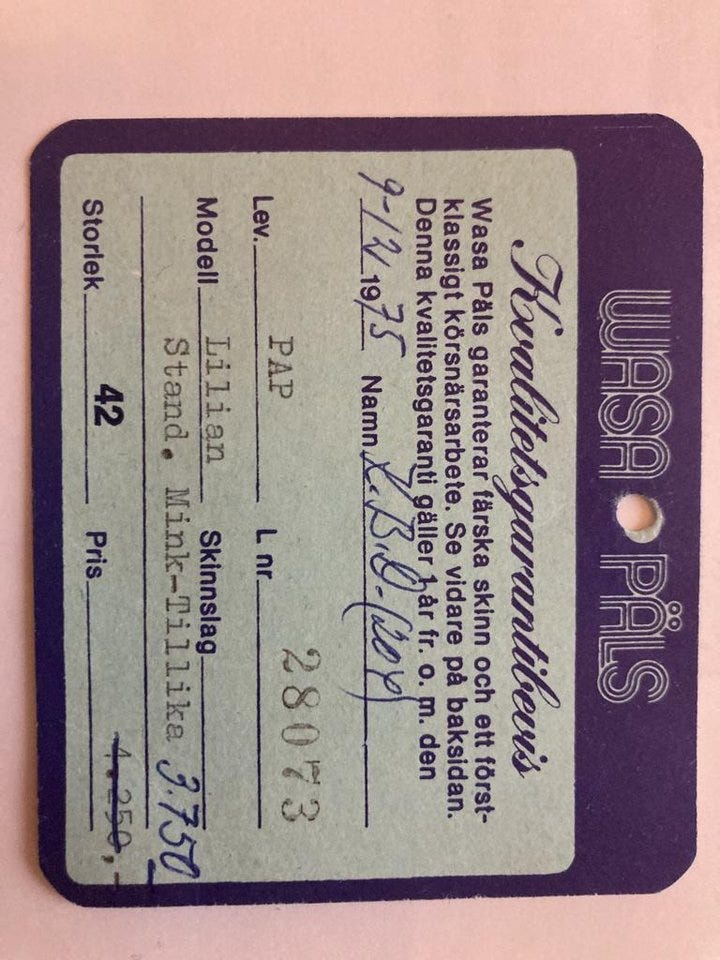 WASA PÄLS
Kvalitetsgarantibevis
Wasa Päls garanterar färska skinn och ett först-
klassigt körsnärsarbete. Se vidare på baksidan.
Denna kvalitetsgaranti gäller 1 år fr. o. m. den
9-12 1975 Namn
Lev. PAP L nr. 28073
Modell Lilian Skinnslag
Stand. Mink-Tillika 3.750
Storlek 42 Pris 4.250,-